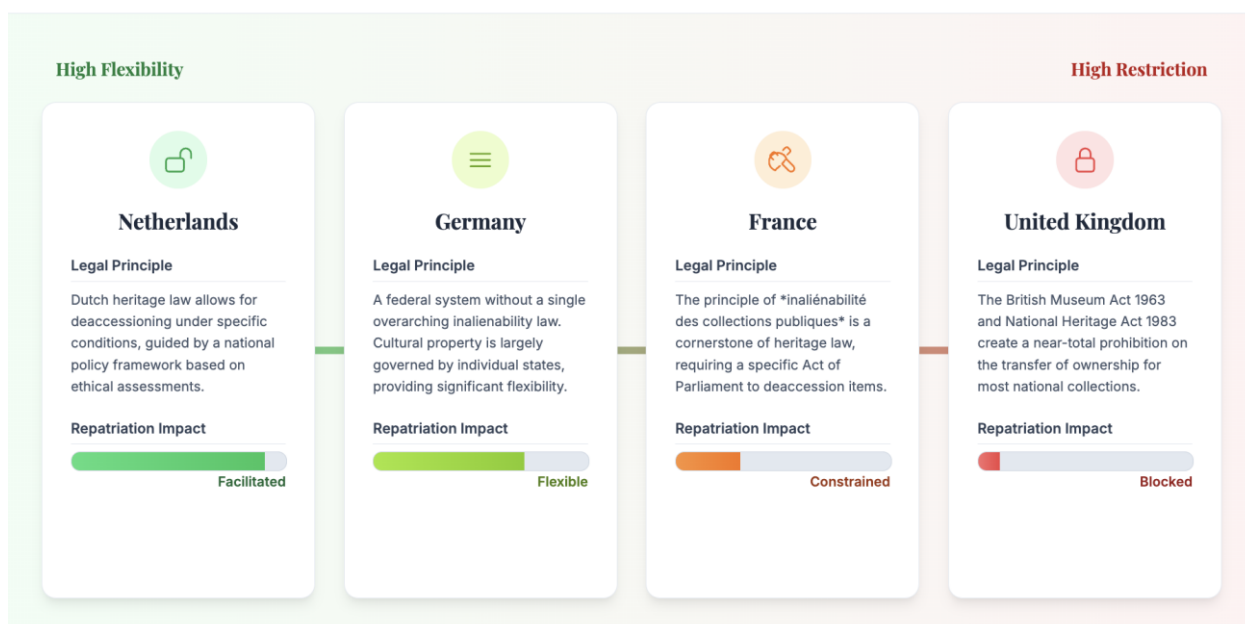 High Flexibility
High Restriction
Netherlands
Legal Principle
Dutch heritage law allows for
deaccessioning under specific
conditions, guided by a national
policy framework based on
ethical assessments.
Repatriation Impact
Facilitated
Germany
Legal Principle
A federal system without a single
overarching inalienability law.
Cultural property is largely
governed by individual states,
providing significant flexibility.
Repatriation Impact
Flexible
France
Legal Principle
The principle of *inaliénabilité
des collections publiques* is a
cornerstone of heritage law,
requiring a specific Act of
Parliament to deaccession items.
Repatriation Impact
Constrained
United Kingdom
Legal Principle
The British Museum Act 1963
and National Heritage Act 1983
create a near-total prohibition on
the transfer of ownership for
most national collections.
Repatriation Impact
Blocked